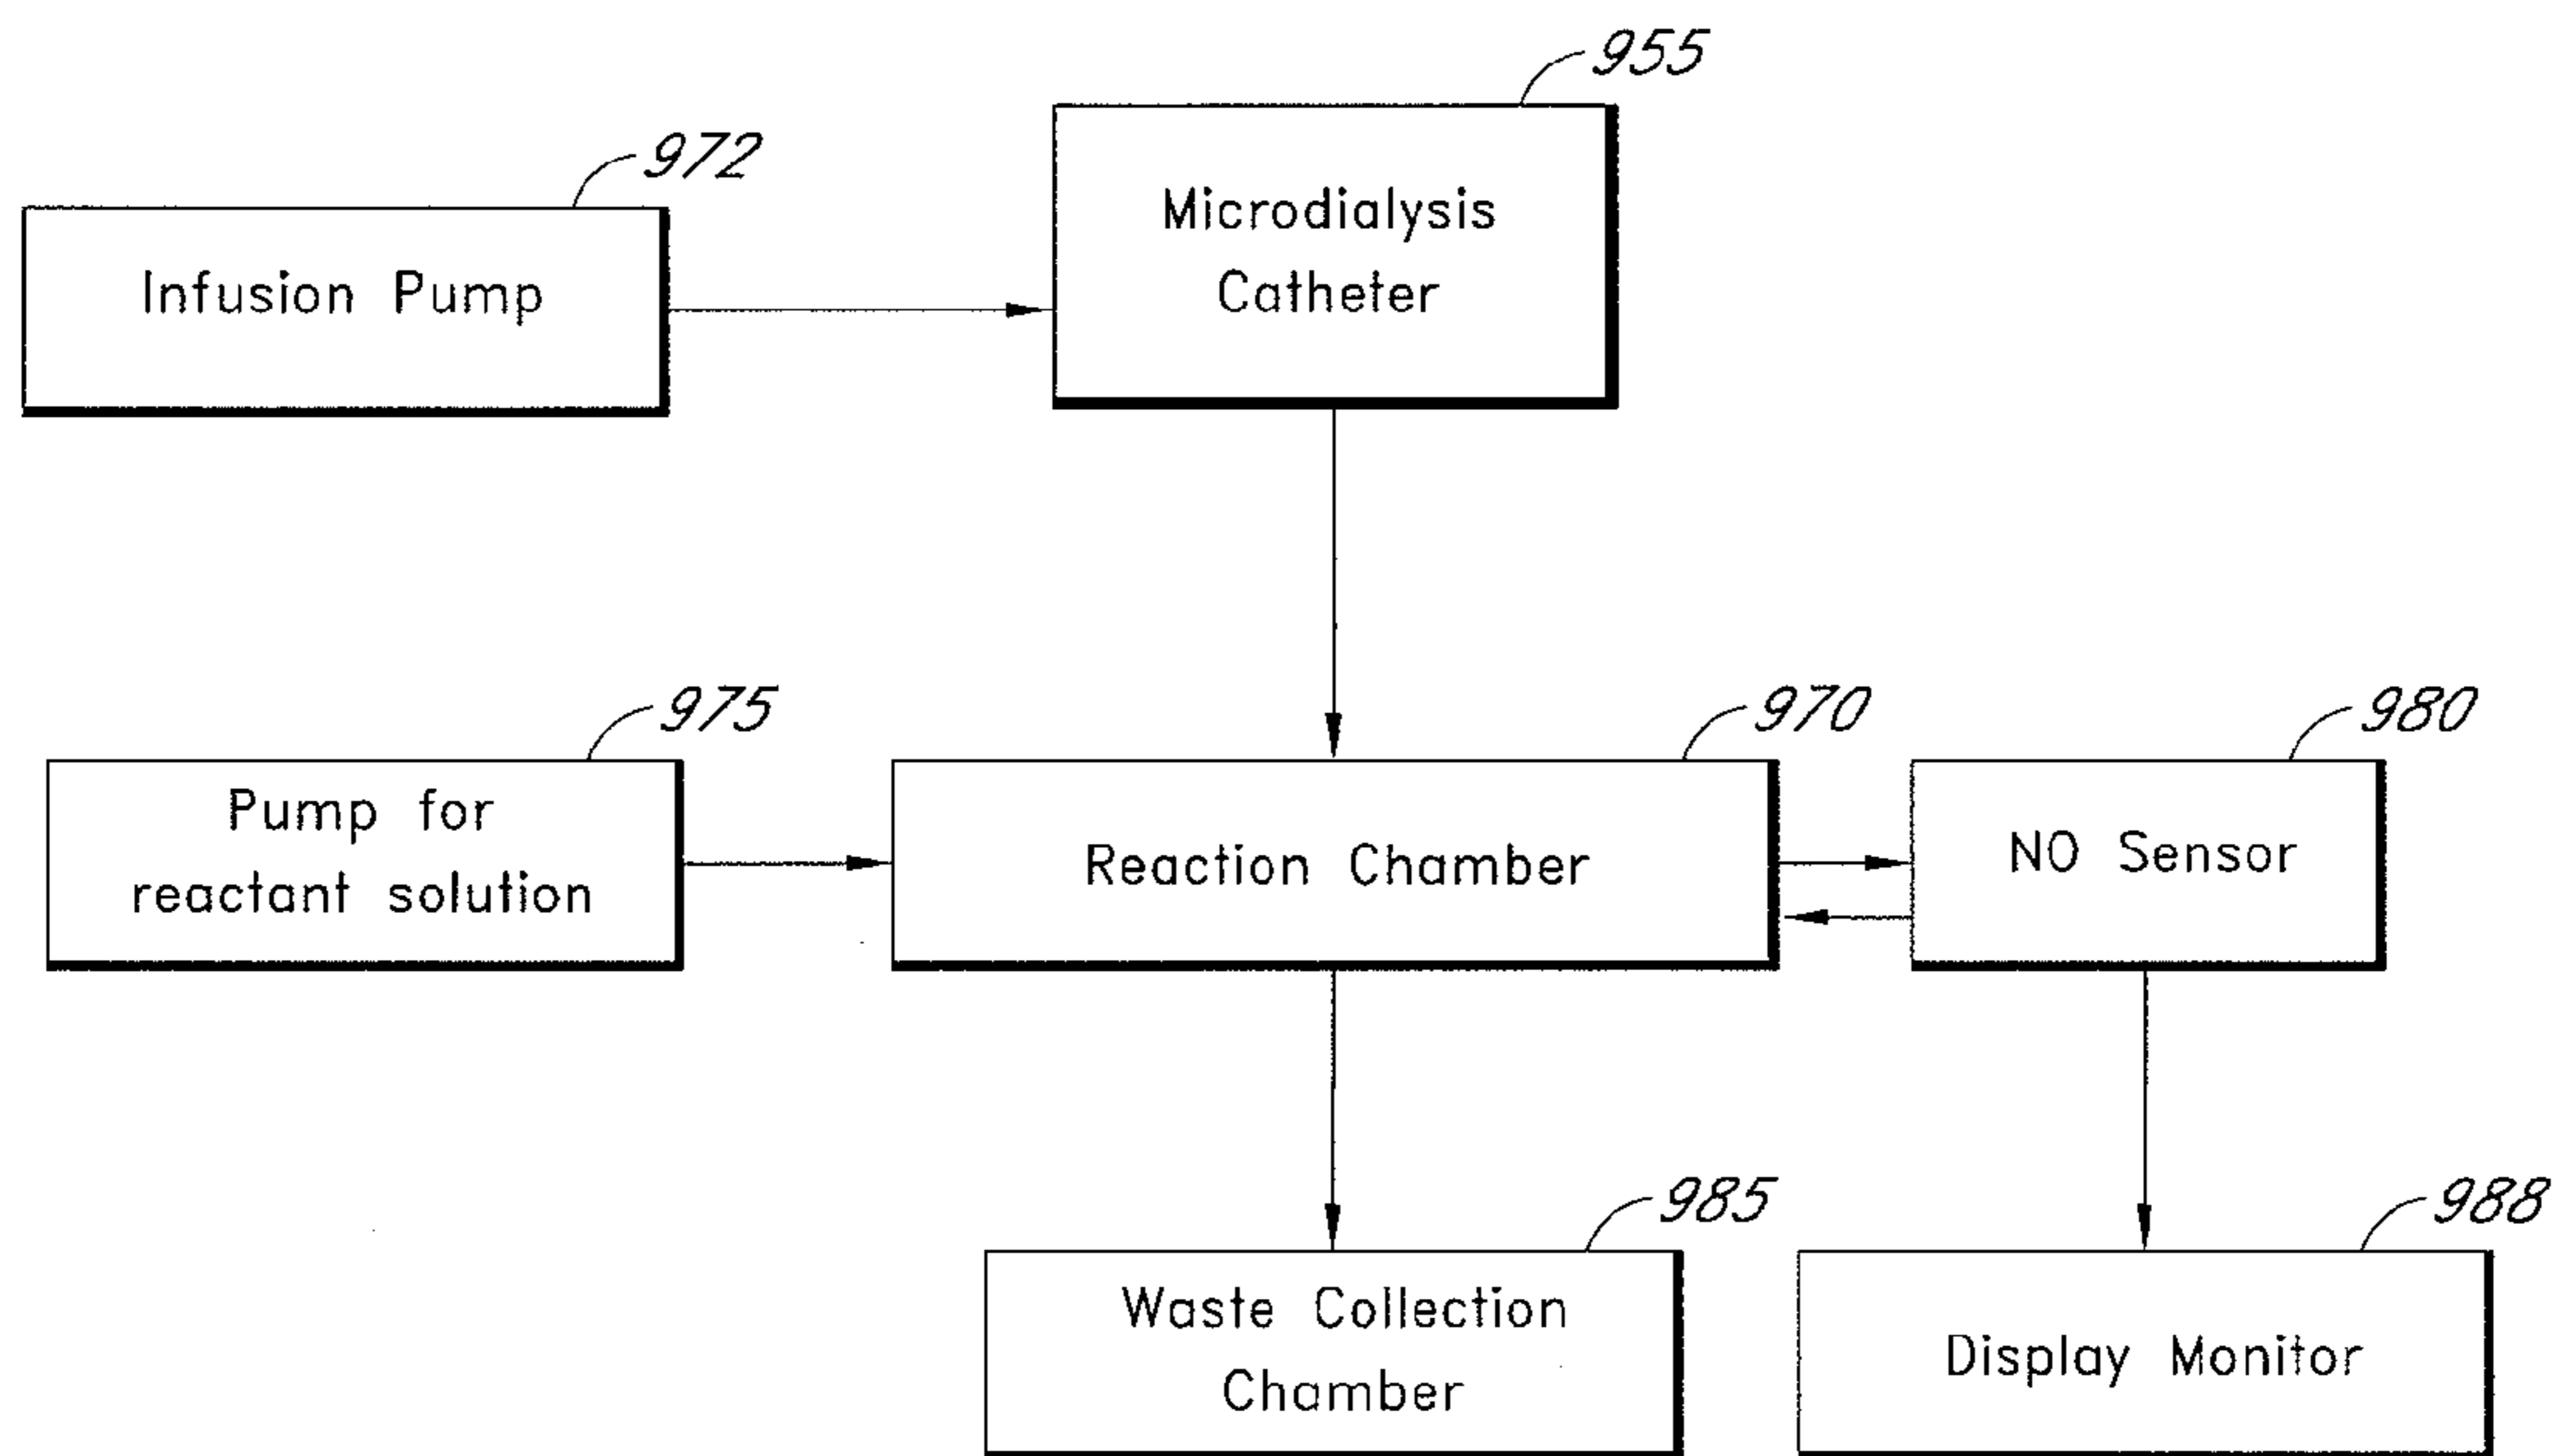 955
972
Microdialysis
Catheter
Infusion Pump
975
970
980
Pump for
reactant solution
Reaction Chamber
NO Sensor
985
988
Waste Collection
Chamber
Display Monitor